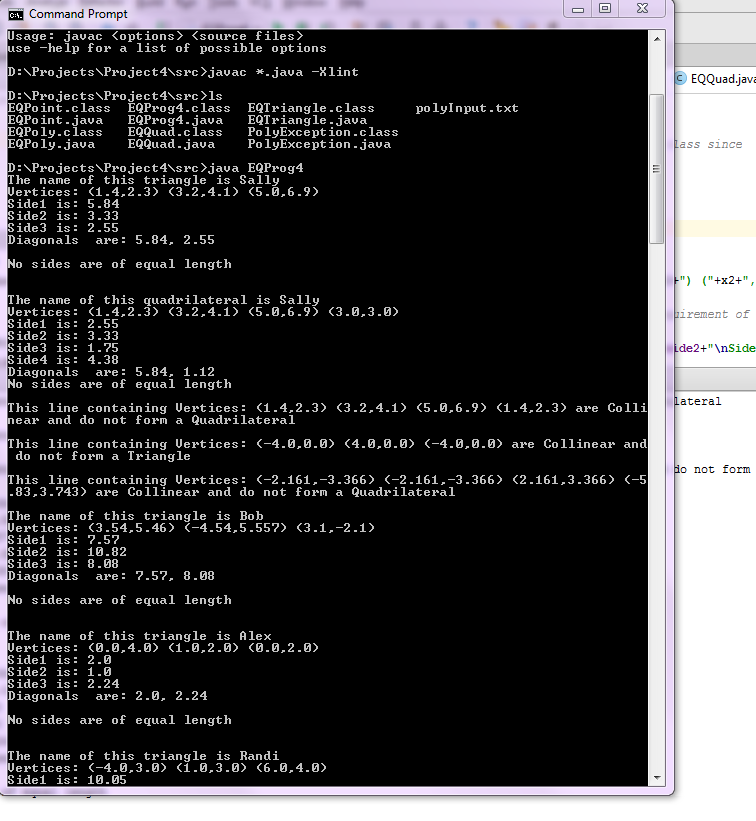 Command Prompt
Usage: javac <options> <source files>
use -help for a list of possible options
D:\Projects\Project4\src>javac *.java -Xlint
D:\Projects\Project4\src>ls
EQPoint.class EQProg4.class EQTriangle.class polyInput.txt
EQPoint.java EQProg4.java EQTriangle.java
EQPoly.class EQQuad.class PolyException.class
EQPoly.java EQQuad.java PolyException.java
D:\Projects\Project4\src>java EQProg4
The name of this triangle is Sally
Vertices: (1.4,2.3) (3.2,4.1) (5.0,6.9)
Side1 is: 5.84
Side2 is: 3.33
Side3 is: 2.55
Diagonals  are: 5.84, 2.55
No sides are of equal length
The name of this quadrilateral is Sally
Vertices: (1.4,2.3) (3.2,4.1) (5.0,6.9) (3.0,3.0)
Side1 is: 2.55
Side2 is: 3.33
Side3 is: 1.75
Side4 is: 4.38
Diagonals  are: 5.84, 1.12
No sides are of equal length
This line containing Vertices: (1.4,2.3) (3.2,4.1) (5.0,6.9) (1.4,2.3) are Colli
near and do not form a Quadrilateral
This line containing Vertices: (-4.0,0.0) (4.0,0.0) (-4.0,0.0) are Collinear and
do not form a Triangle
This line containing Vertices: (-2.161,-3.366) (-2.161,-3.366) (2.161,3.366) (-5
.83,3.743) are Collinear and do not form a Quadrilateral
The name of this triangle is Bob
Vertices: (3.54,5.46) (-4.54,5.557) (3.1,-2.1)
Side1 is: 7.57
Side2 is: 10.82
Side3 is: 8.08
Diagonals  are: 7.57, 8.08
No sides are of equal length
The name of this triangle is Alex
Vertices: (0.0,4.0) (1.0,2.0) (0.0,2.0)
Side1 is: 2.0
Side2 is: 1.0
Side3 is: 2.24
Diagonals  are: 2.0, 2.24
No sides are of equal length
The name of this triangle is Randi
Vertices: (-4.0,3.0) (1.0,3.0) (6.0,4.0)
Side1 is: 10.05
EQQuad.java
lass since
+") ("+x2+",
uirement of
ide2+"\nSide
lateral
do not form